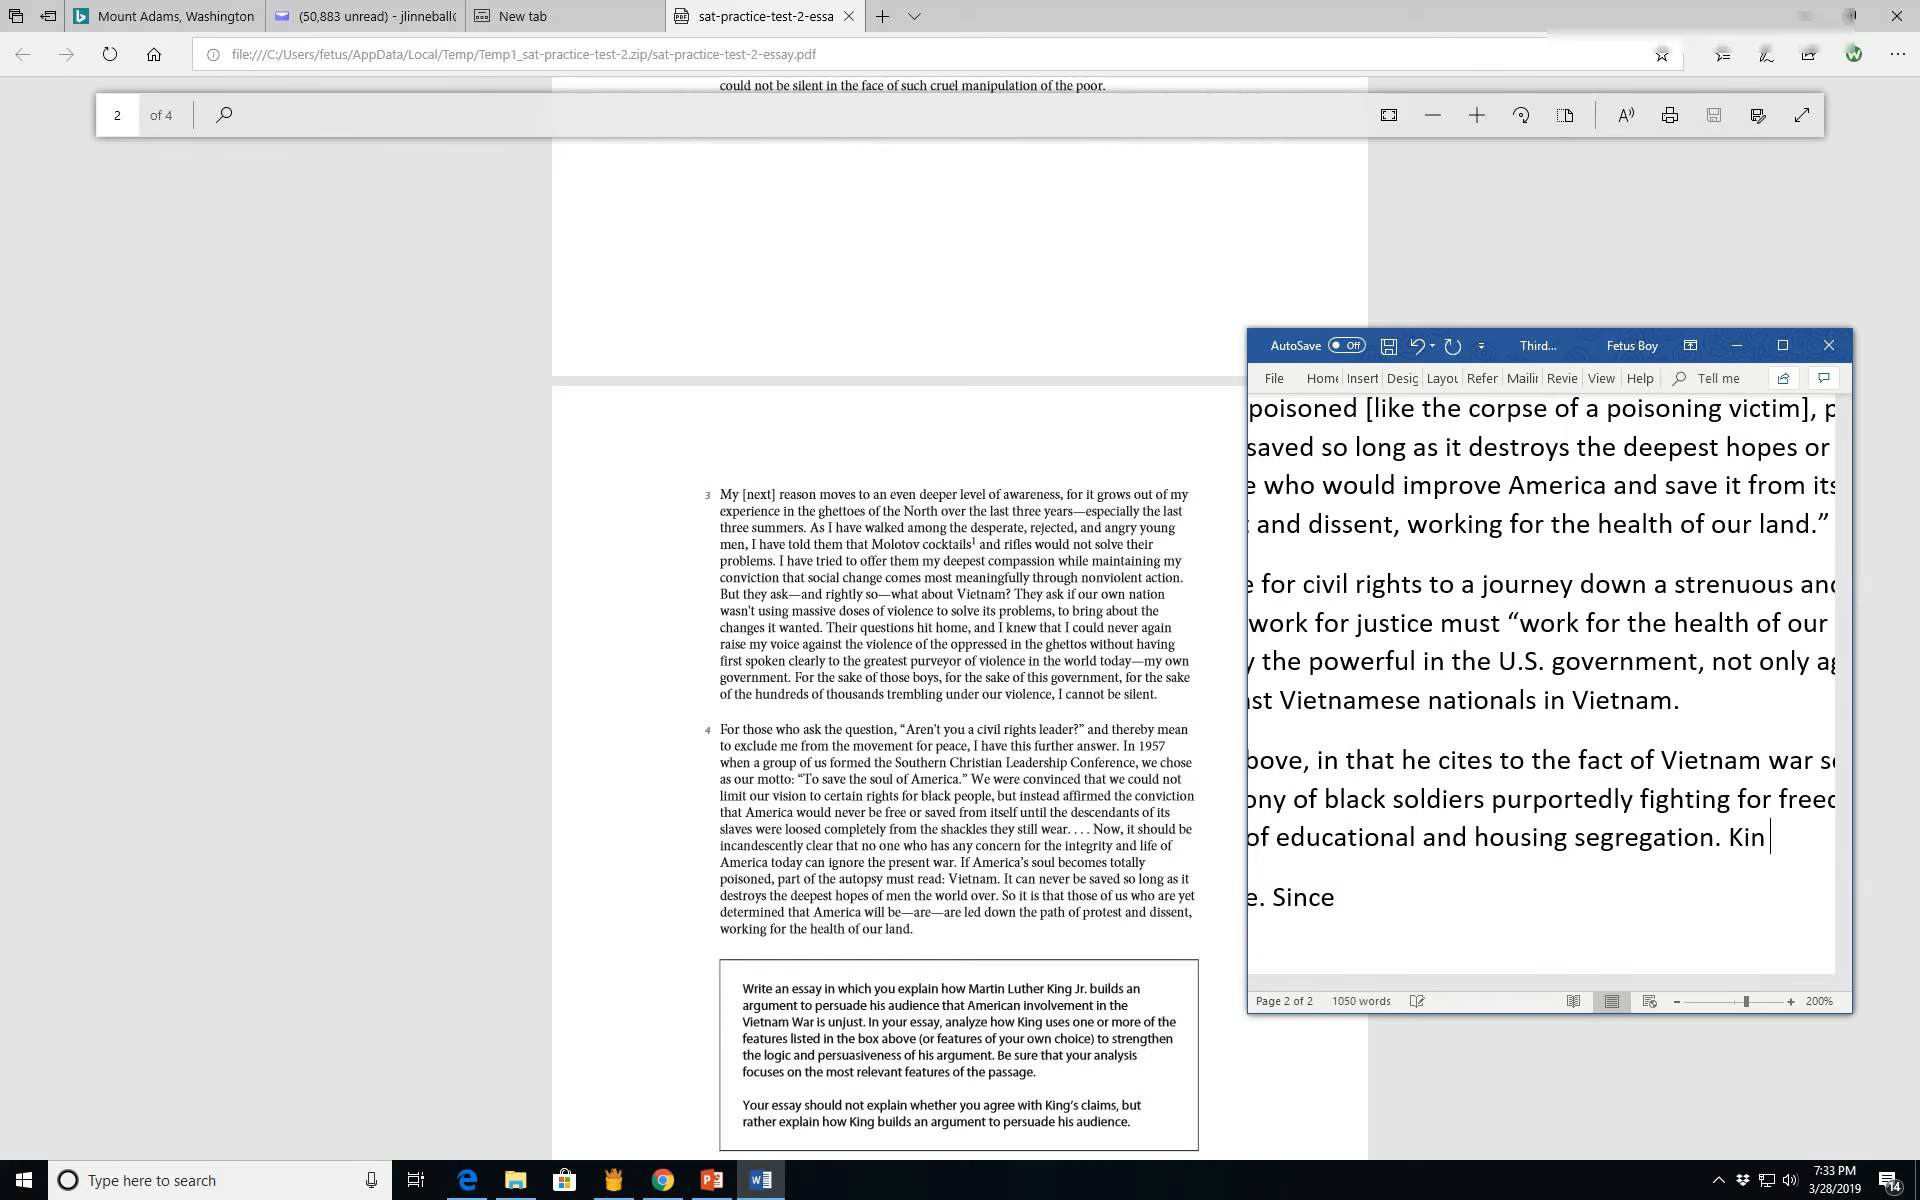 Mount Adams, Washington
(50,883 unread) - jlinneball(
New tab
sat-practice-test-2-essa
file:///C:/Users/fetus/AppData/Local/Temp/Temp1_sat-practice-test-2.zip/sat-practice-test-2-essay.pdf
could not be silent in the face of such cruel manipulation of the poor.
2 of 4
3 My [next] reason moves to an even deeper level of awareness, for it grows out of my
experience in the ghettoes of the North over the last three years—especially the last
three summers. As I have walked among the desperate, rejected, and angry young
men, I have told them that Molotov cocktails1 and rifles would not solve their
problems. I have tried to offer them my deepest compassion while maintaining my
conviction that social change comes most meaningfully through nonviolent action.
But they ask—and rightly so—what about Vietnam? They ask if our own nation
wasn't using massive doses of violence to solve its problems, to bring about the
changes it wanted. Their questions hit home, and I knew that I could never again
raise my voice against the violence of the oppressed in the ghettos without having
first spoken clearly to the greatest purveyor of violence in the world today—my own
government. For the sake of those boys, for the sake of this government, for the sake
of the hundreds of thousands trembling under our violence, I cannot be silent.
4 For those who ask the question, “Aren't you a civil rights leader?” and thereby mean
to exclude me from the movement for peace, I have this further answer. In 1957
when a group of us formed the Southern Christian Leadership Conference, we chose
as our motto: “To save the soul of America.” We were convinced that we could not
limit our vision to certain rights for black people, but instead affirmed the conviction
that America would never be free or saved from itself until the descendants of its
slaves were loosed completely from the shackles they still wear. . . . Now, it should be
incandescently clear that no one who has any concern for the integrity and life of
America today can ignore the present war. If America’s soul becomes totally
poisoned, part of the autopsy must read: Vietnam. It can never be saved so long as it
destroys the deepest hopes of men the world over. So it is that those of us who are yet
determined that America will be—are—are led down the path of protest and dissent,
working for the health of our land.
Write an essay in which you explain how Martin Luther King Jr. builds an
argument to persuade his audience that American involvement in the
Vietnam War is unjust. In your essay, analyze how King uses one or more of the
features listed in the box above (or features of your own choice) to strengthen
the logic and persuasiveness of his argument. Be sure that your analysis
focuses on the most relevant features of the passage.
Your essay should not explain whether you agree with King’s claims, but
rather explain how King builds an argument to persuade his audience.
AutoSave Off Third... Fetus Boy
File Home Insert Desig Layou Refer Mailin Revie View Help Tell me
poisoned [like the corpse of a poisoning victim], p
saved so long as it destroys the deepest hopes or
e who would improve America and save it from its
t and dissent, working for the health of our land.”
e for civil rights to a journey down a strenuous and
work for justice must “work for the health of our
y the powerful in the U.S. government, not only ag
nst Vietnamese nationals in Vietnam.
bove, in that he cites to the fact of Vietnam war so
ony of black soldiers purportedly fighting for freed
of educational and housing segregation. Kin
e. Since
Page 2 of 2 1050 words 200%
Type here to search
7:33 PM
3/28/2019
14